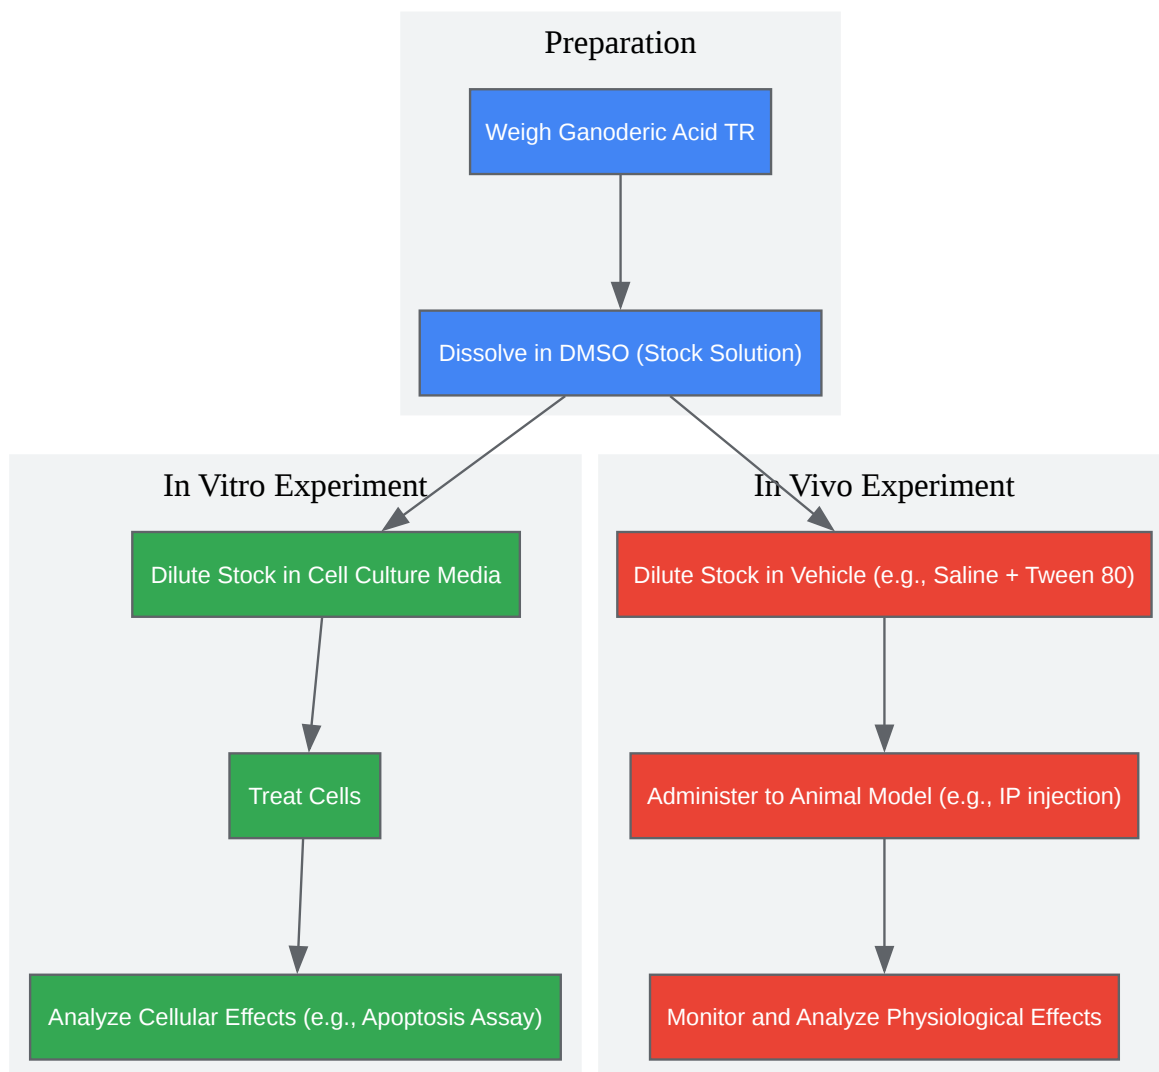 Preparation
Weigh Ganoderic Acid TR
Dissolve in DMSO (Stock Solution)
In Vitro Experiment
Dilute Stock in Cell Culture Media
Treat Cells
Analyze Cellular Effects (e.g., Apoptosis Assay)
In Vivo Experiment
Dilute Stock in Vehicle (e.g., Saline + Tween 80)
Administer to Animal Model (e.g., IP injection)
Monitor and Analyze Physiological Effects